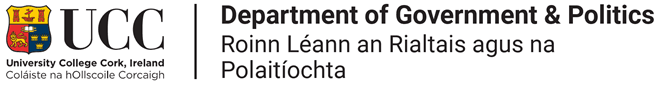 UCC
University College Cork, Ireland
Coláiste na hOllscoile Corcaigh
Department of Government & Politics
Roinn Léann an Rialtais agus na
Polaitíochta